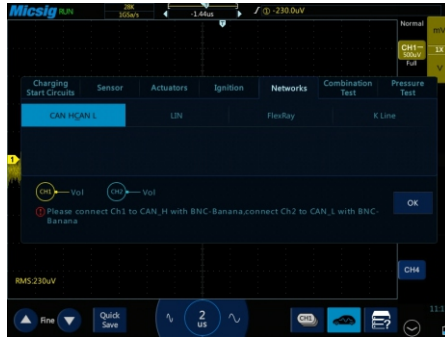 Micsig RUN
28K
1GSa/s
-1.44us
-230.0uV
Normal
mV
CH1
500uV
1X
Full
V
Charging
Start Circuits
Sensor
Actuators
Ignition
Networks
Combination
Test
Pressure
Test
CAN H,CAN L
LIN
FlexRay
K Line
1
CH1 Vol
CH2 Vol
Please connect Ch1 to CAN_H with BNC-Banana,connect Ch2 to CAN_L with BNC-
Banana
OK
CH4
RMS:230uV
Fine
Quick
Save
2
us
CH1